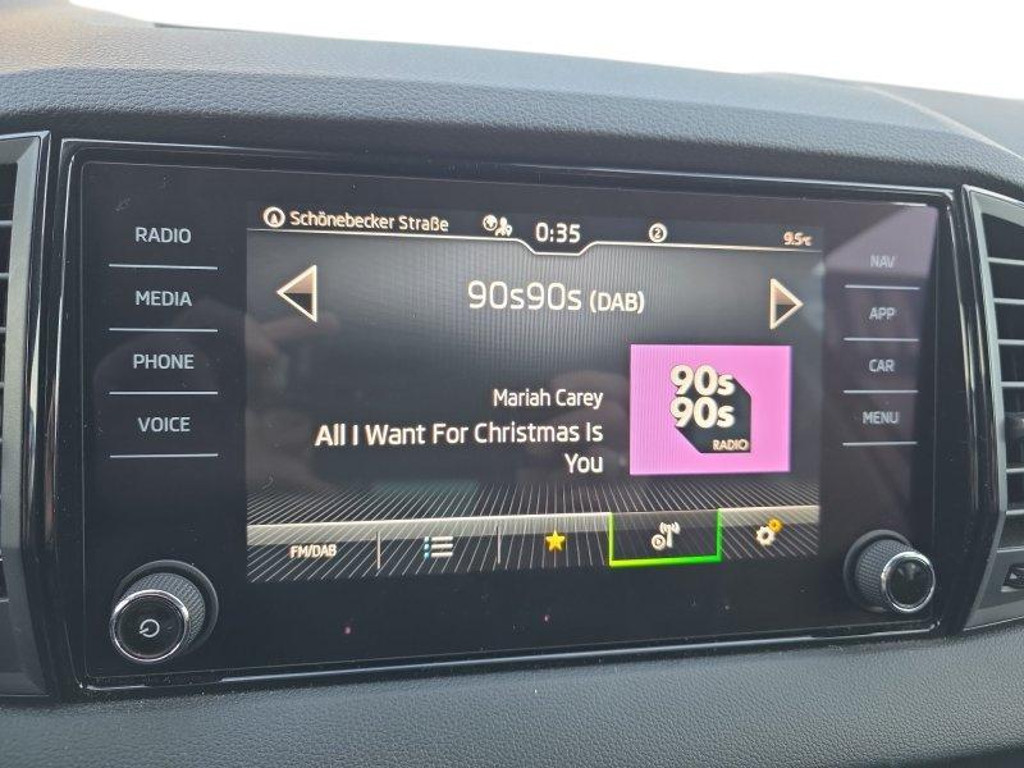 Schönebecker Straße
0:35
2
9.5°C
RADIO
MEDIA
PHONE
VOICE
90s90s (DAB)
Mariah Carey
All I Want For Christmas Is
You
90s
90s
RADIO
FM/DAB
NAV
APP
CAR
MENU